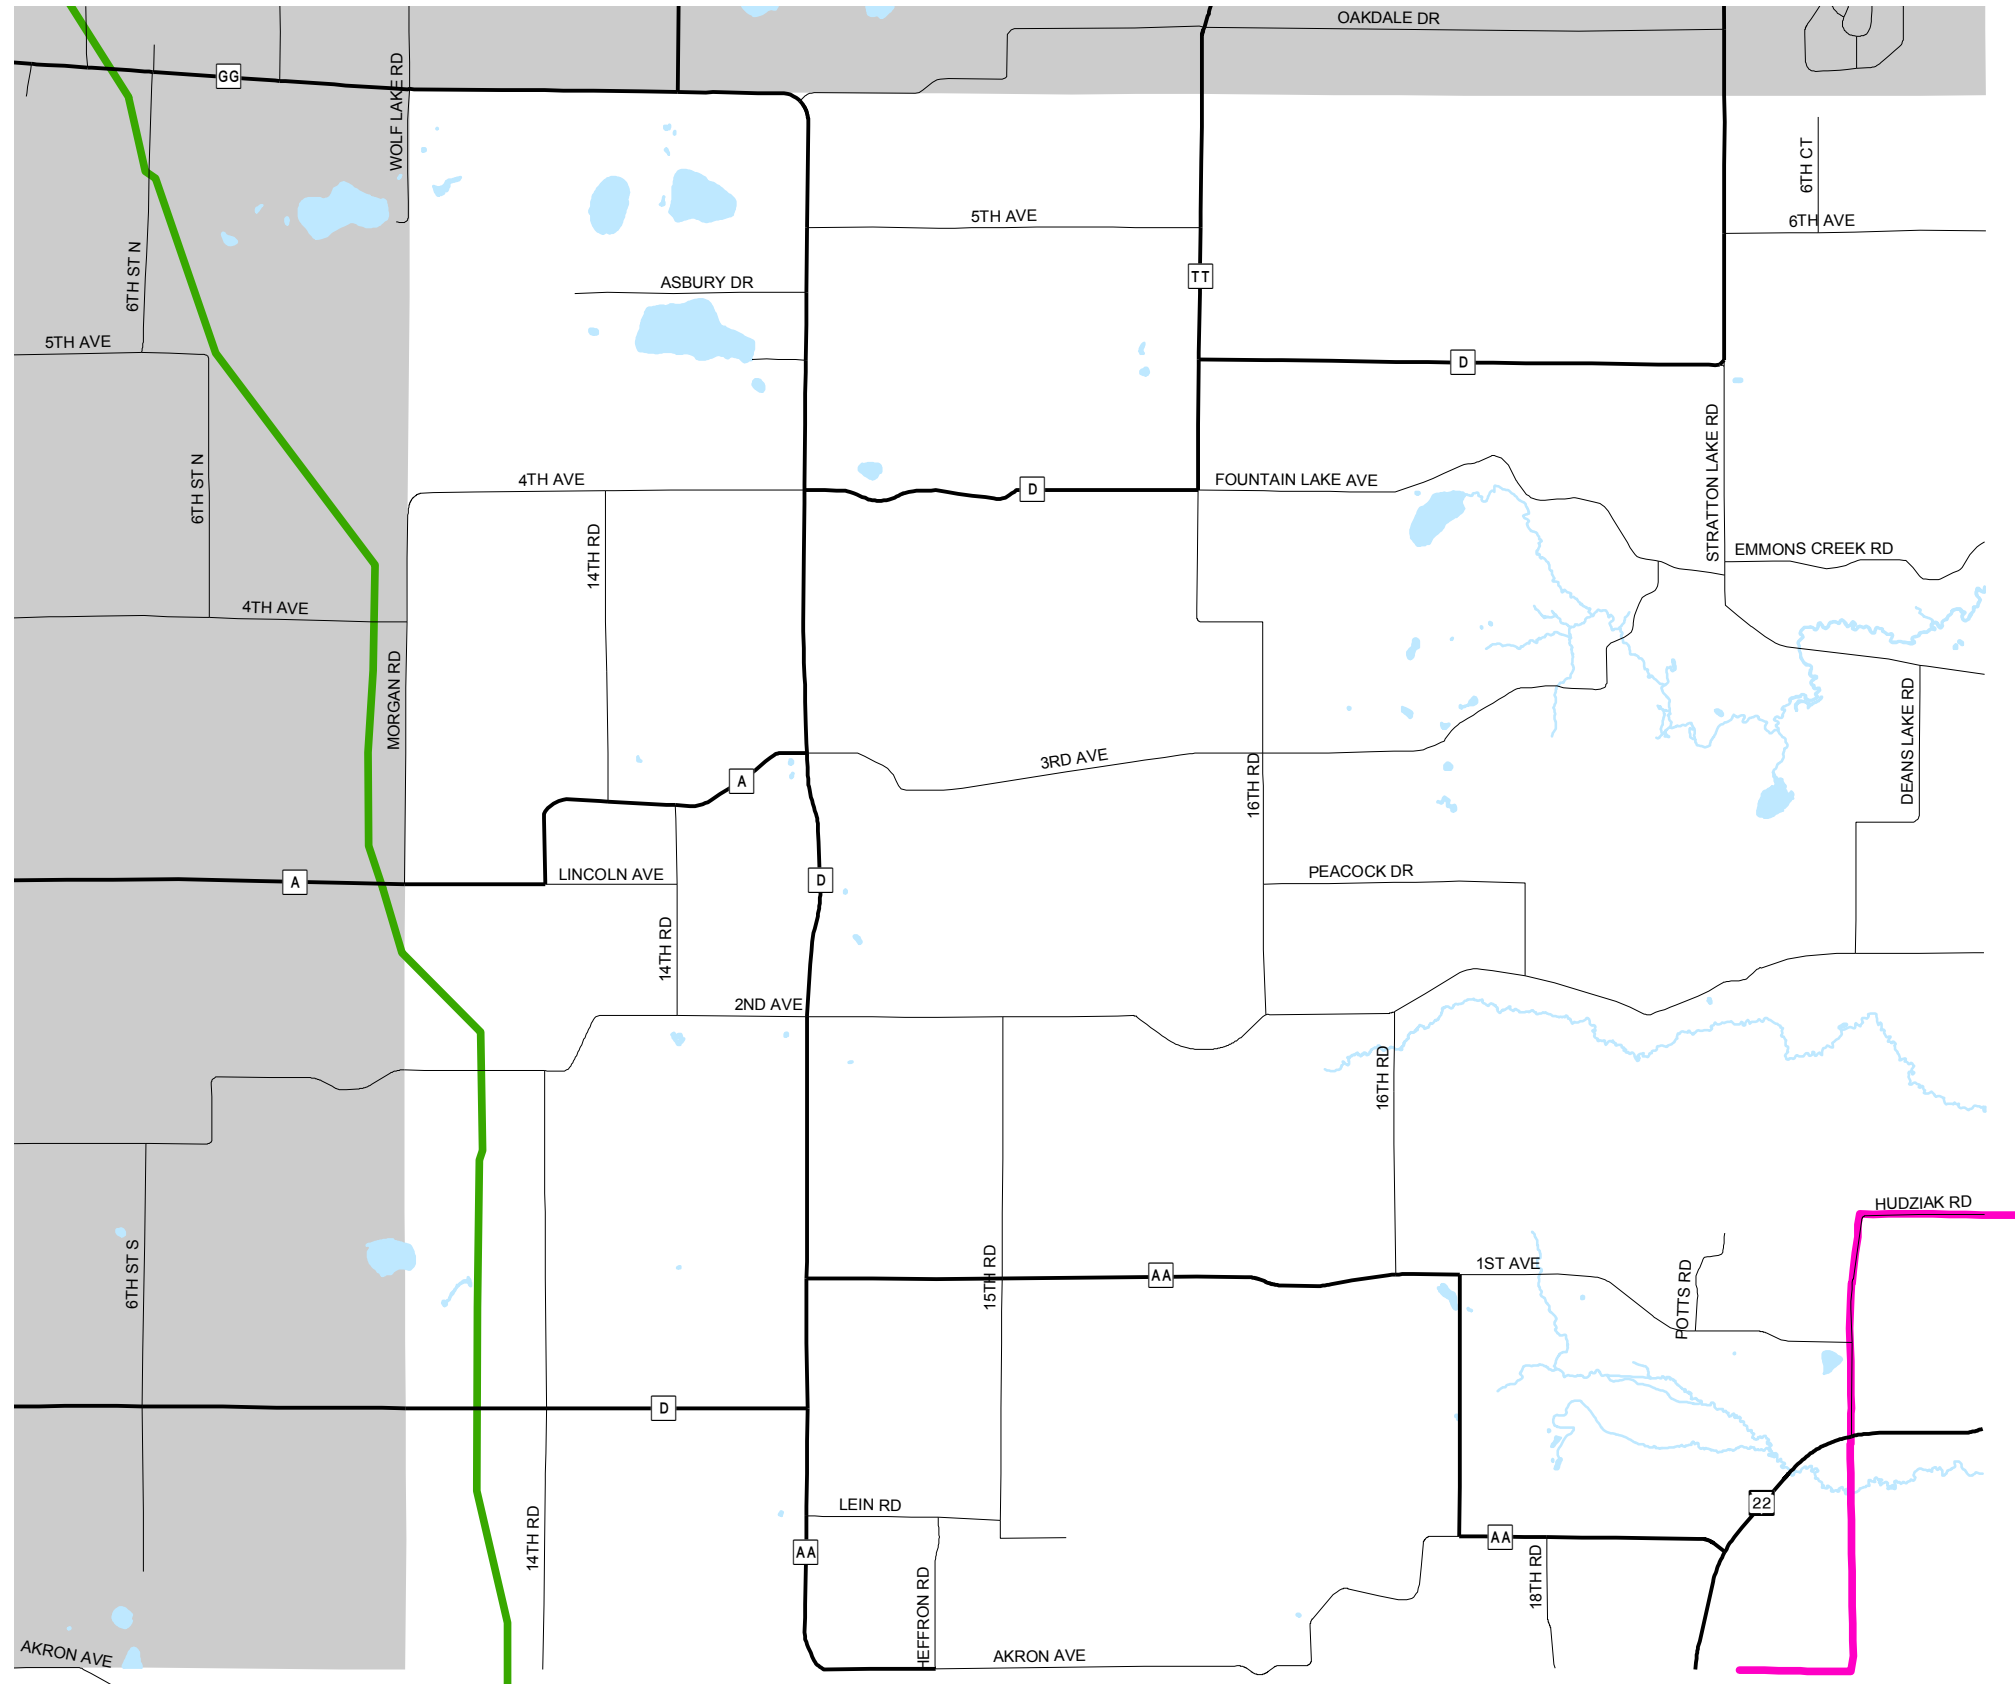 OAKDALE DR
GG
WOLF LAKE RD
6TH CT
5TH AVE
6TH AVE
6TH ST N
TT
ASBURY DR
5TH AVE
D
STRATTON LAKE RD
6TH ST N
4TH AVE
D
FOUNTAIN LAKE AVE
14TH RD
EMMONS CREEK RD
4TH AVE
MORGAN RD
DEANS LAKE RD
3RD AVE
A
16TH RD
A
LINCOLN AVE
D
PEACOCK DR
14TH RD
2ND AVE
16TH RD
HUDZIAK RD
6TH ST S
15TH RD
AA
1ST AVE
POTTS RD
D
LEIN RD
22
14TH RD
AA
AA
HEFFRON RD
18TH RD
AKRON AVE
AKRON AVE